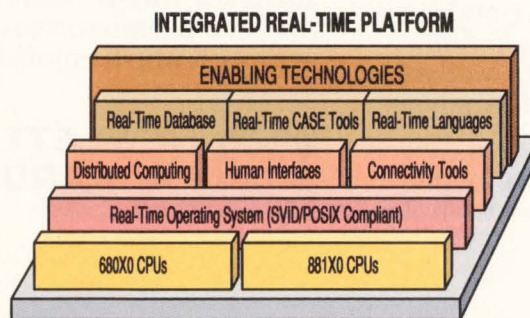 INTEGRATED REAL-TIME PLATFORM
ENABLING TECHNOLOGIES
Real-Time Database Real-Time CASE Tools Real-Time Languages
Distributed Computing Human Interfaces Connectivity Tools
Real-Time Operating System (SVID/POSIX Compliant)
680X0 CPUs 881X0 CPUs